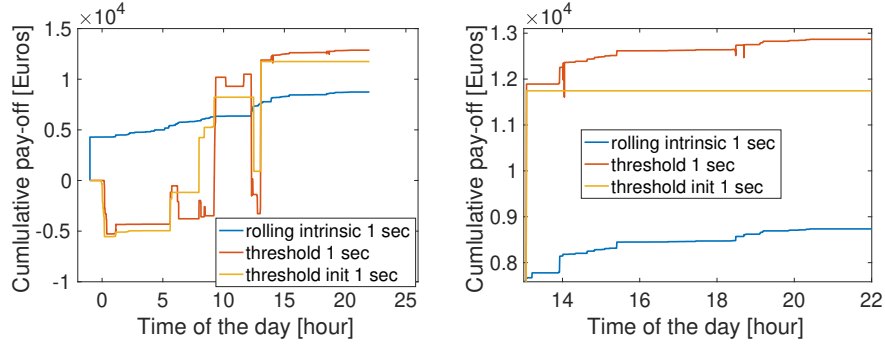 ×10⁴
1.5
1
0.5
0
-0.5
-1
Cumlulative pay-off [Euros]
0 5 10 15 20 25
Time of the day [hour]
rolling intrinsic 1 sec
threshold 1 sec
threshold init 1 sec
×10⁴
1.3
1.2
1.1
1
0.9
0.8
Cumlulative pay-off [Euros]
14 16 18 20 22
Time of the day [hour]
rolling intrinsic 1 sec
threshold 1 sec
threshold init 1 sec